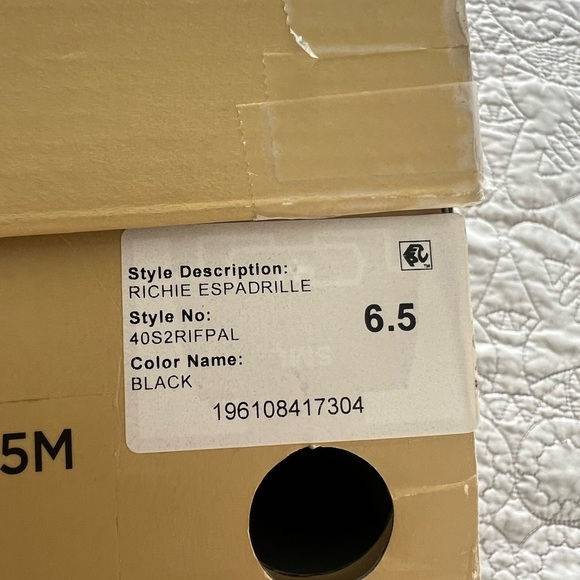 Style Description:
RICHIE ESPADRILLE
Style No:
40S2RIFPAL
6.5
Color Name:
BLACK
196108417304
5M